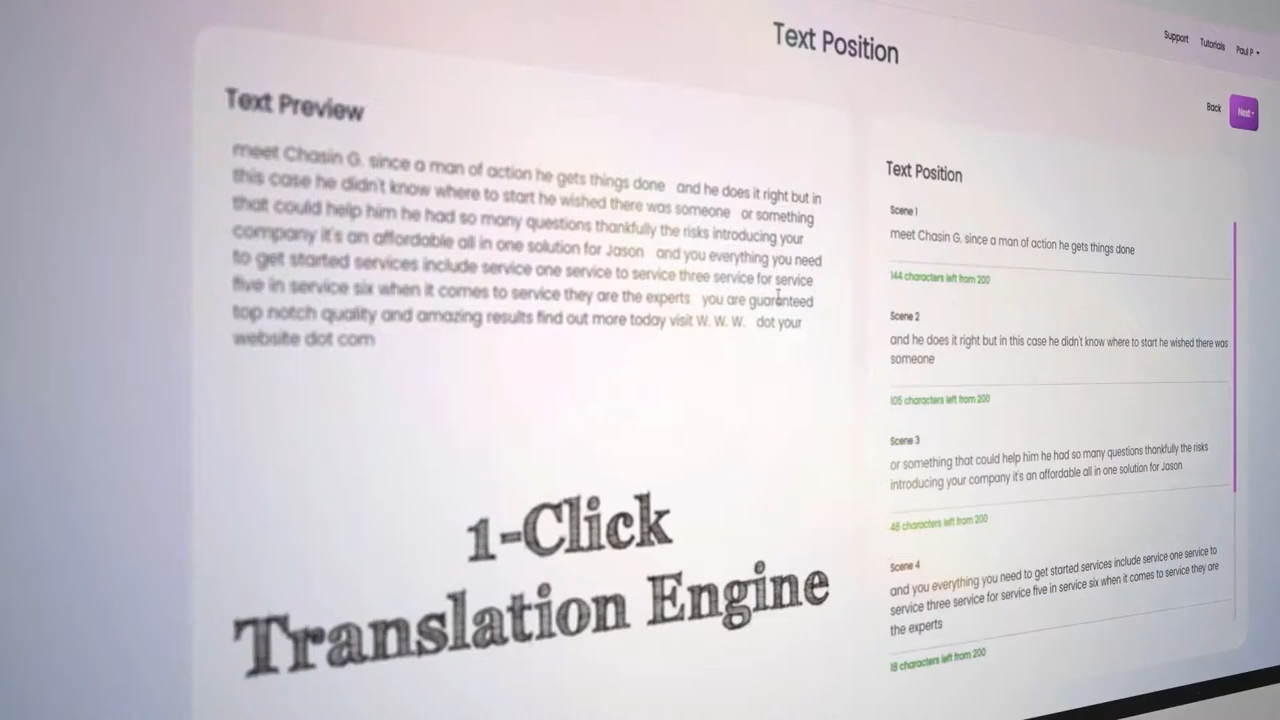 Text Position
Support
Tutorials
Paul P
Back
Next
Text Preview
meet Chasin G. since a man of action he gets things done and he does it right but in
this case he didn't know where to start he wished there was someone or something
that could help him he had so many questions thankfully the risks introducing your
company it's an affordable all in one solution for Jason and you everything you need
to get started services include service one service to service three service for service
five in service six when it comes to service they are the experts you are guaranteed
top notch quality and amazing results find out more today visit W. W. W. dot your
website dot com
1-Click
Translation Engine
Text Position
Scene 1
meet Chasin G. since a man of action he gets things done
144 characters left from 200
Scene 2
and he does it right but in this case he didn't know where to start he wished there was
someone
105 characters left from 200
Scene 3
or something that could help him he had so many questions thankfully the risks
introducing your company it's an affordable all in one solution for Jason
48 characters left from 200
Scene 4
and you everything you need to get started services include service one service to
service three service for service five in service six when it comes to service they are
the experts
18 characters left from 200